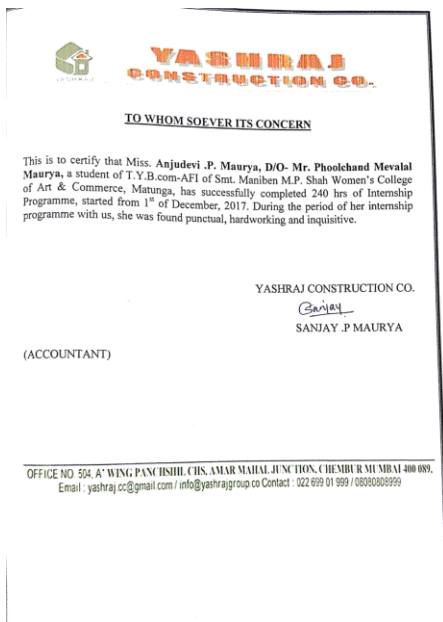 YASHRAJ
YASHRAJ
CONSTRUCTION CO.
TO WHOM SOEVER ITS CONCERN
This is to certify that Miss. Anjudevi .P. Maurya, D/O- Mr. Phoolchand Mevalal
Maurya, a student of T.Y.B.com-AFI of Smt. Maniben M.P. Shah Women's College
of Art & Commerce, Matunga, has successfully completed 240 hrs of Internship
Programme, started from 1st of December, 2017. During the period of her internship
programme with us, she was found punctual, hardworking and inquisitive.
YASHRAJ CONSTRUCTION CO.
Sanjay
SANJAY .P MAURYA
(ACCOUNTANT)
OFFICE NO. 504, A' WING PANCHSHIL CHS, AMAR MAHAL JUNCTION, CHEMBUR MUMBAI 400 089.
Email : yashraj.cc@gmail.com / info@yashrajgroup.co Contact : 022 699 01 999 / 08080808999